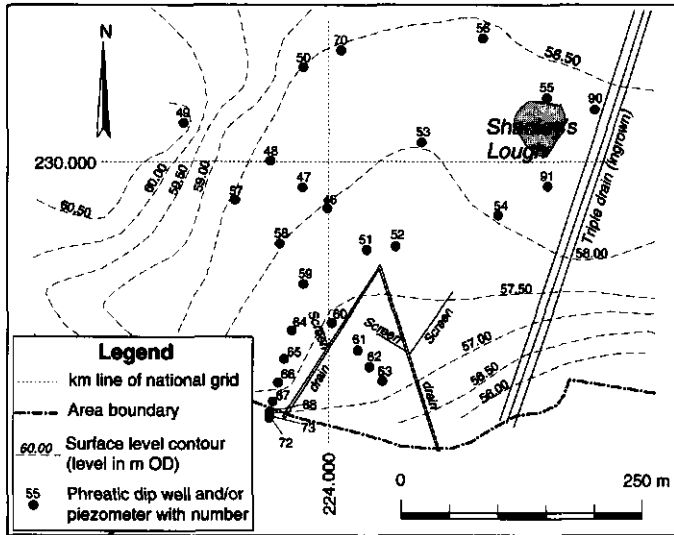 N
70
56
50
58.50
55
90
49
53
Shanley's
Lough
60.00
59.50
59.00
48
230.000
47
91
60.50
46
54
58
51
52
58.00
Triple drain (ingrown)
59
57.50
64
60
Screen
Screen
Screen
drain
drain
61
57.00
65
62
56.50
66
63
56.00
67
68
73
72
224.000
Legend
km line of national grid
Area boundary
60.00
Surface level contour
(level in m OD)
55
Phreatic dip well and/or
piezometer with number
0
250 m